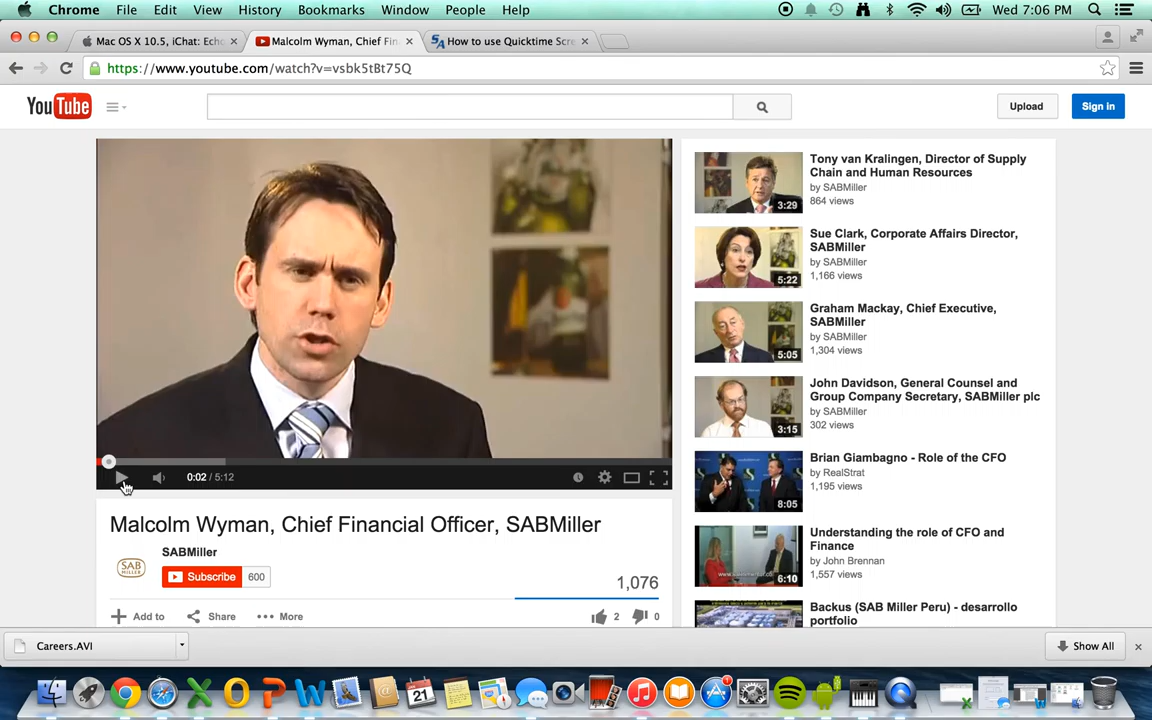 Chrome File Edit View History Bookmarks Window People Help Wed 7:06 PM
Mac OS X 10.5, iChat: Echo Malcolm Wyman, Chief Fin How to use Quicktime Scre
https://www.youtube.com/watch?v=vsbk5tBt75Q
YouTube Upload Sign in
Tony van Kralingen, Director of Supply
Chain and Human Resources
by SABMiller
864 views
3:29
Sue Clark, Corporate Affairs Director,
SABMiller
by SABMiller
1,166 views
5:22
Graham Mackay, Chief Executive,
SABMiller
by SABMiller
1,304 views
5:05
John Davidson, General Counsel and
Group Company Secretary, SABMiller plc
by SABMiller
302 views
3:15
Brian Giambagno - Role of the CFO
by RealStrat
1,195 views
8:05
Understanding the role of CFO and
Finance
by John Brennan
1,557 views
6:10
Backus (SAB Miller Peru) - desarrollo
portfolio
0:02 / 5:12
Malcolm Wyman, Chief Financial Officer, SABMiller
SAB
MILLER
SABMiller
Subscribe 600
1,076
Add to Share More 2 0
Careers.AVI Show All
21
1